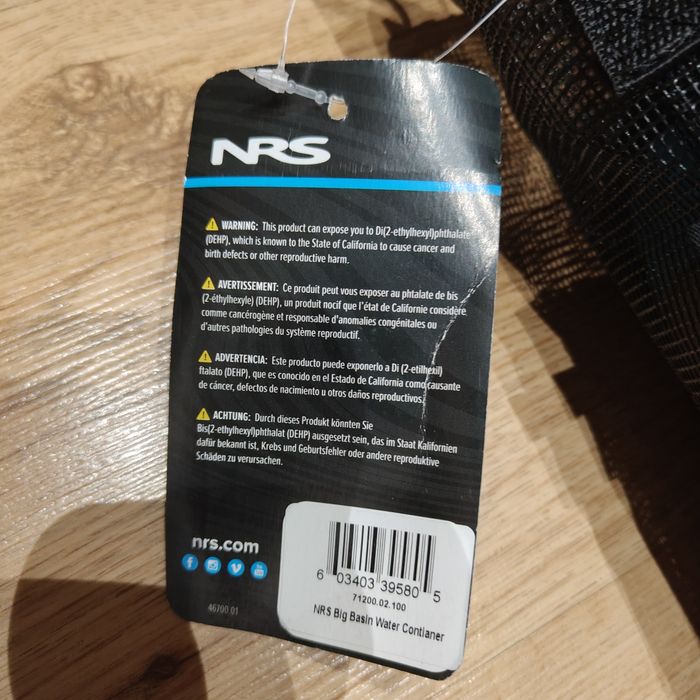 NRS
WARNING: This product can expose you to Di(2-ethylhexyl)phthalate
(DEHP), which is known to the State of California to cause cancer and
birth defects or other reproductive harm.
AVERTISSEMENT: Ce produit peut vous exposer au phtalate de bis
(2-éthylhexyle) (DEHP), un produit nocif que l'état de Californie considère
comme cancérogène et responsable d'anomalies congénitales ou
d'autres pathologies du système reproductif.
ADVERTENCIA: Este producto puede exponerlo a Di (2-etilhexil)
ftalato (DEHP), que es conocido en el Estado de California como causante
de cáncer, defectos de nacimiento u otros daños reproductivos.
ACHTUNG: Durch dieses Produkt könnten Sie
Bis(2-ethylhexyl)phthalat (DEHP) ausgesetzt sein, das im Staat Kalifornien
dafür bekannt ist, Krebs und Geburtsfehler oder andere reproduktive
Schäden zu verursachen.
nrs.com
46700.01
6 03403 39580 5
71200.02.100
NRS Big Basin Water Contianer